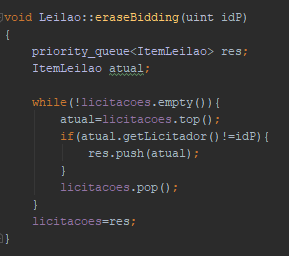 void Leilao::eraseBidding(uint idP)
{
    priority_queue<ItemLeilao> res;
    ItemLeilao atual;

    while(!licitacoes.empty()){
        atual=licitacoes.top();
        if(atual.getLicitador()!=idP){
            res.push(atual);
        }
        licitacoes.pop();
    }
    licitacoes=res;
}